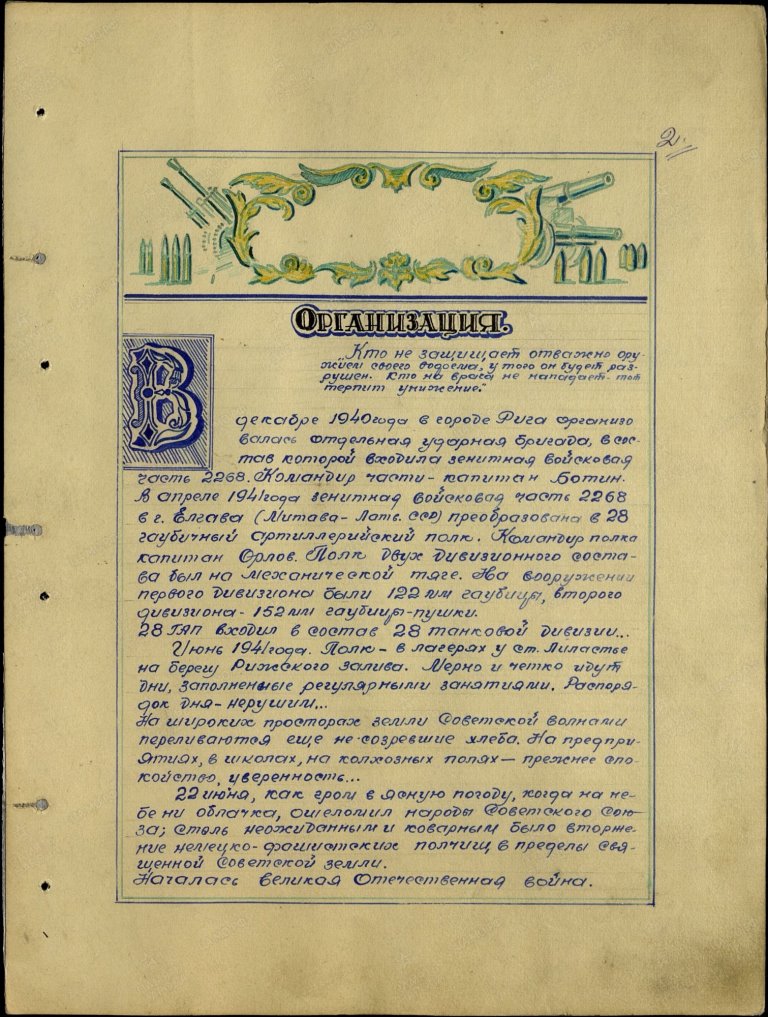 2.
Организация.
„Кто не защищает отважно ору-
жием своего водоема, у того он будет раз-
рушен. Кто на врага не нападает- тот
терпит унижение."
В декабре 1940 года в городе Рига организо
валась отдельная ударная бригада, в сос-
тав которой входила зенитная войсковая
часть 2268. Командир части- капитан Ботин.
В апреле 1941 года зенитная войсковая часть 2268
в г. Елгава (Митава- Латв. ССР) преобразована в 28
гаубичный артиллерийский полк. Командир полка
капитан Орлов. Полк двух дивизионного соста-
ва был на механической тяге. На вооружении
первого дивизиона были 122 мм гаубицы, второго
дивизиона- 152 мм гаубицы-пушки.
28 ГАП входил в состав 28 танковой дивизии...
Июнь 1941 года. Полк- в лагерях у ст. Лиластье
на берегу Рижского залива. Мерно и четко идут
дни, заполненные регулярными занятиями. Распоря-
док дня- нерушим...
На широких просторах земли Советской волнами
переливаются еще не-созревшие хлеба. На предпри-
ятиях, в школах, на колхозных полях— прежнее спо-
койство, уверенность...
22 июня, как гром в ясную погоду, когда на не-
бе ни облачка, ошеломил народы Советского Сою-
за; столь неожиданным и коварным было вторже-
ние немецко-фашистских полчищ в пределы свя-
щенной Советской земли.
Началась Великая Отечественная война.